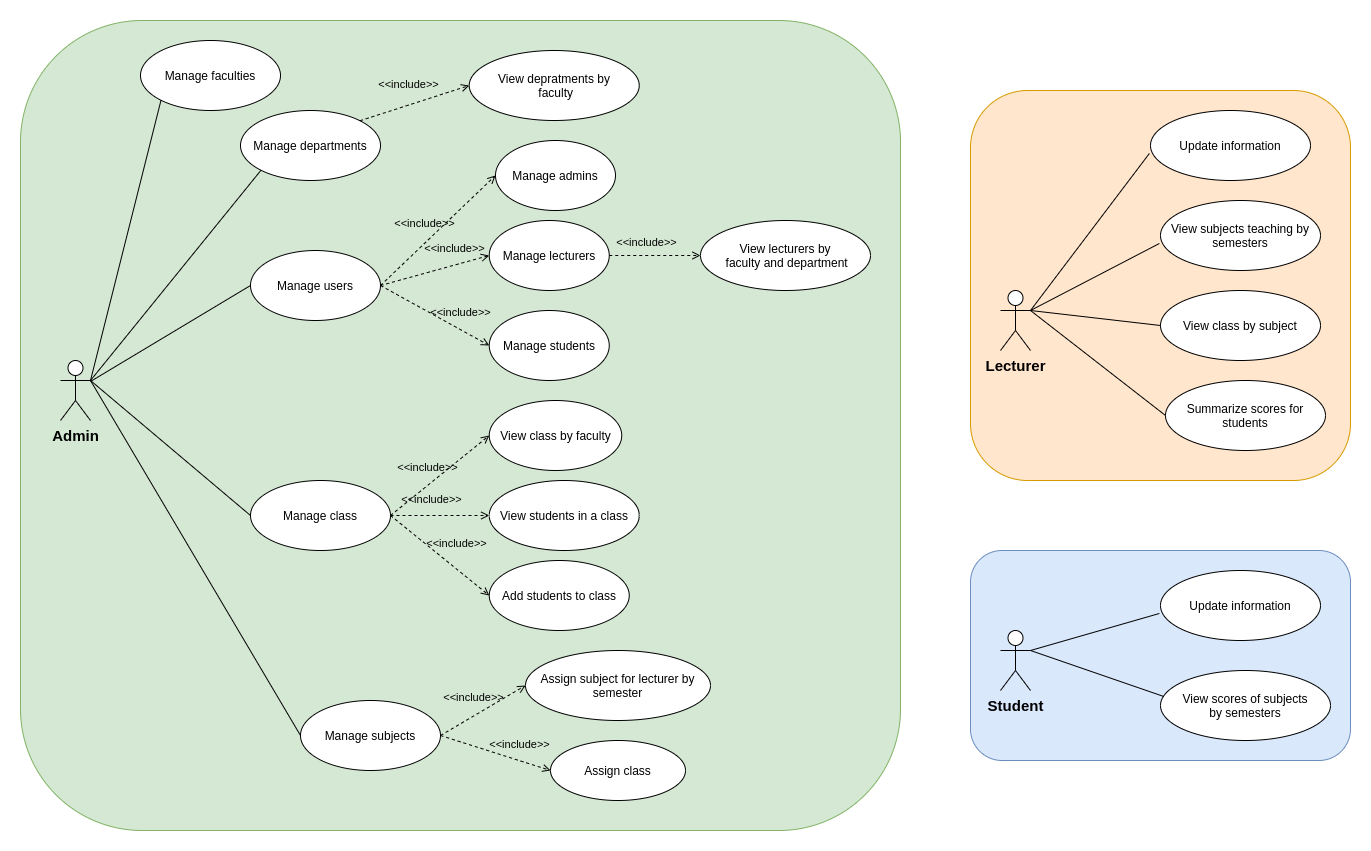 Manage faculties
<<include>>
View depratments by
faculty
Manage departments
Manage admins
<<include>>
<<include>>
Manage lecturers
<<include>>
View lecturers by
faculty and department
Manage users
<<include>>
Manage students
Admin
View class by faculty
<<include>>
<<include>>
Manage class
View students in a class
<<include>>
Add students to class
Assign subject for lecturer by
semester
<<include>>
Manage subjects
<<include>>
Assign class
Update information
View subjects teaching by
semesters
View class by subject
Lecturer
Summarize scores for
students
Update information
Student
View scores of subjects
by semesters